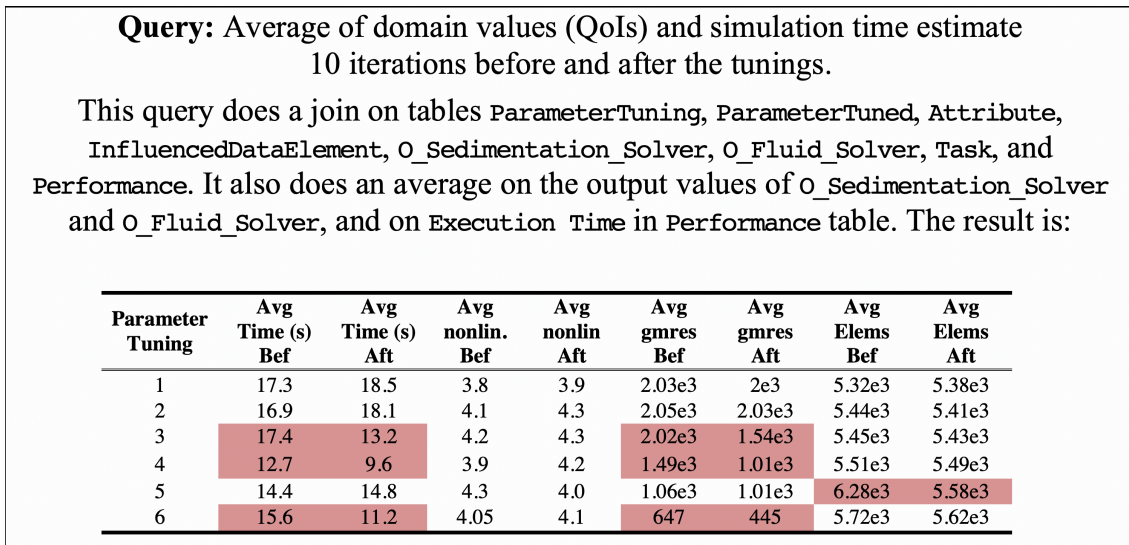 Query: Average of domain values (QoIs) and simulation time estimate
10 iterations before and after the tunings.
This query does a join on tables ParameterTuning, ParameterTuned, Attribute,
InfluencedDataElement, O_Sedimentation_Solver, O_Fluid_Solver, Task, and
Performance. It also does an average on the output values of O_Sedimentation_Solver
and O_Fluid_Solver, and on Execution Time in Performance table. The result is:
Parameter Tuning Avg Time (s) Bef Avg Time (s) Aft Avg nonlin. Bef Avg nonlin Aft Avg gmres Bef Avg gmres Aft Avg Elems Bef Avg Elems Aft
1 17.3 18.5 3.8 3.9 2.03e3 2e3 5.32e3 5.38e3
2 16.9 18.1 4.1 4.3 2.05e3 2.03e3 5.44e3 5.41e3
3 17.4 13.2 4.2 4.3 2.02e3 1.54e3 5.45e3 5.43e3
4 12.7 9.6 3.9 4.2 1.49e3 1.01e3 5.51e3 5.49e3
5 14.4 14.8 4.3 4.0 1.06e3 1.01e3 6.28e3 5.58e3
6 15.6 11.2 4.05 4.1 647 445 5.72e3 5.62e3